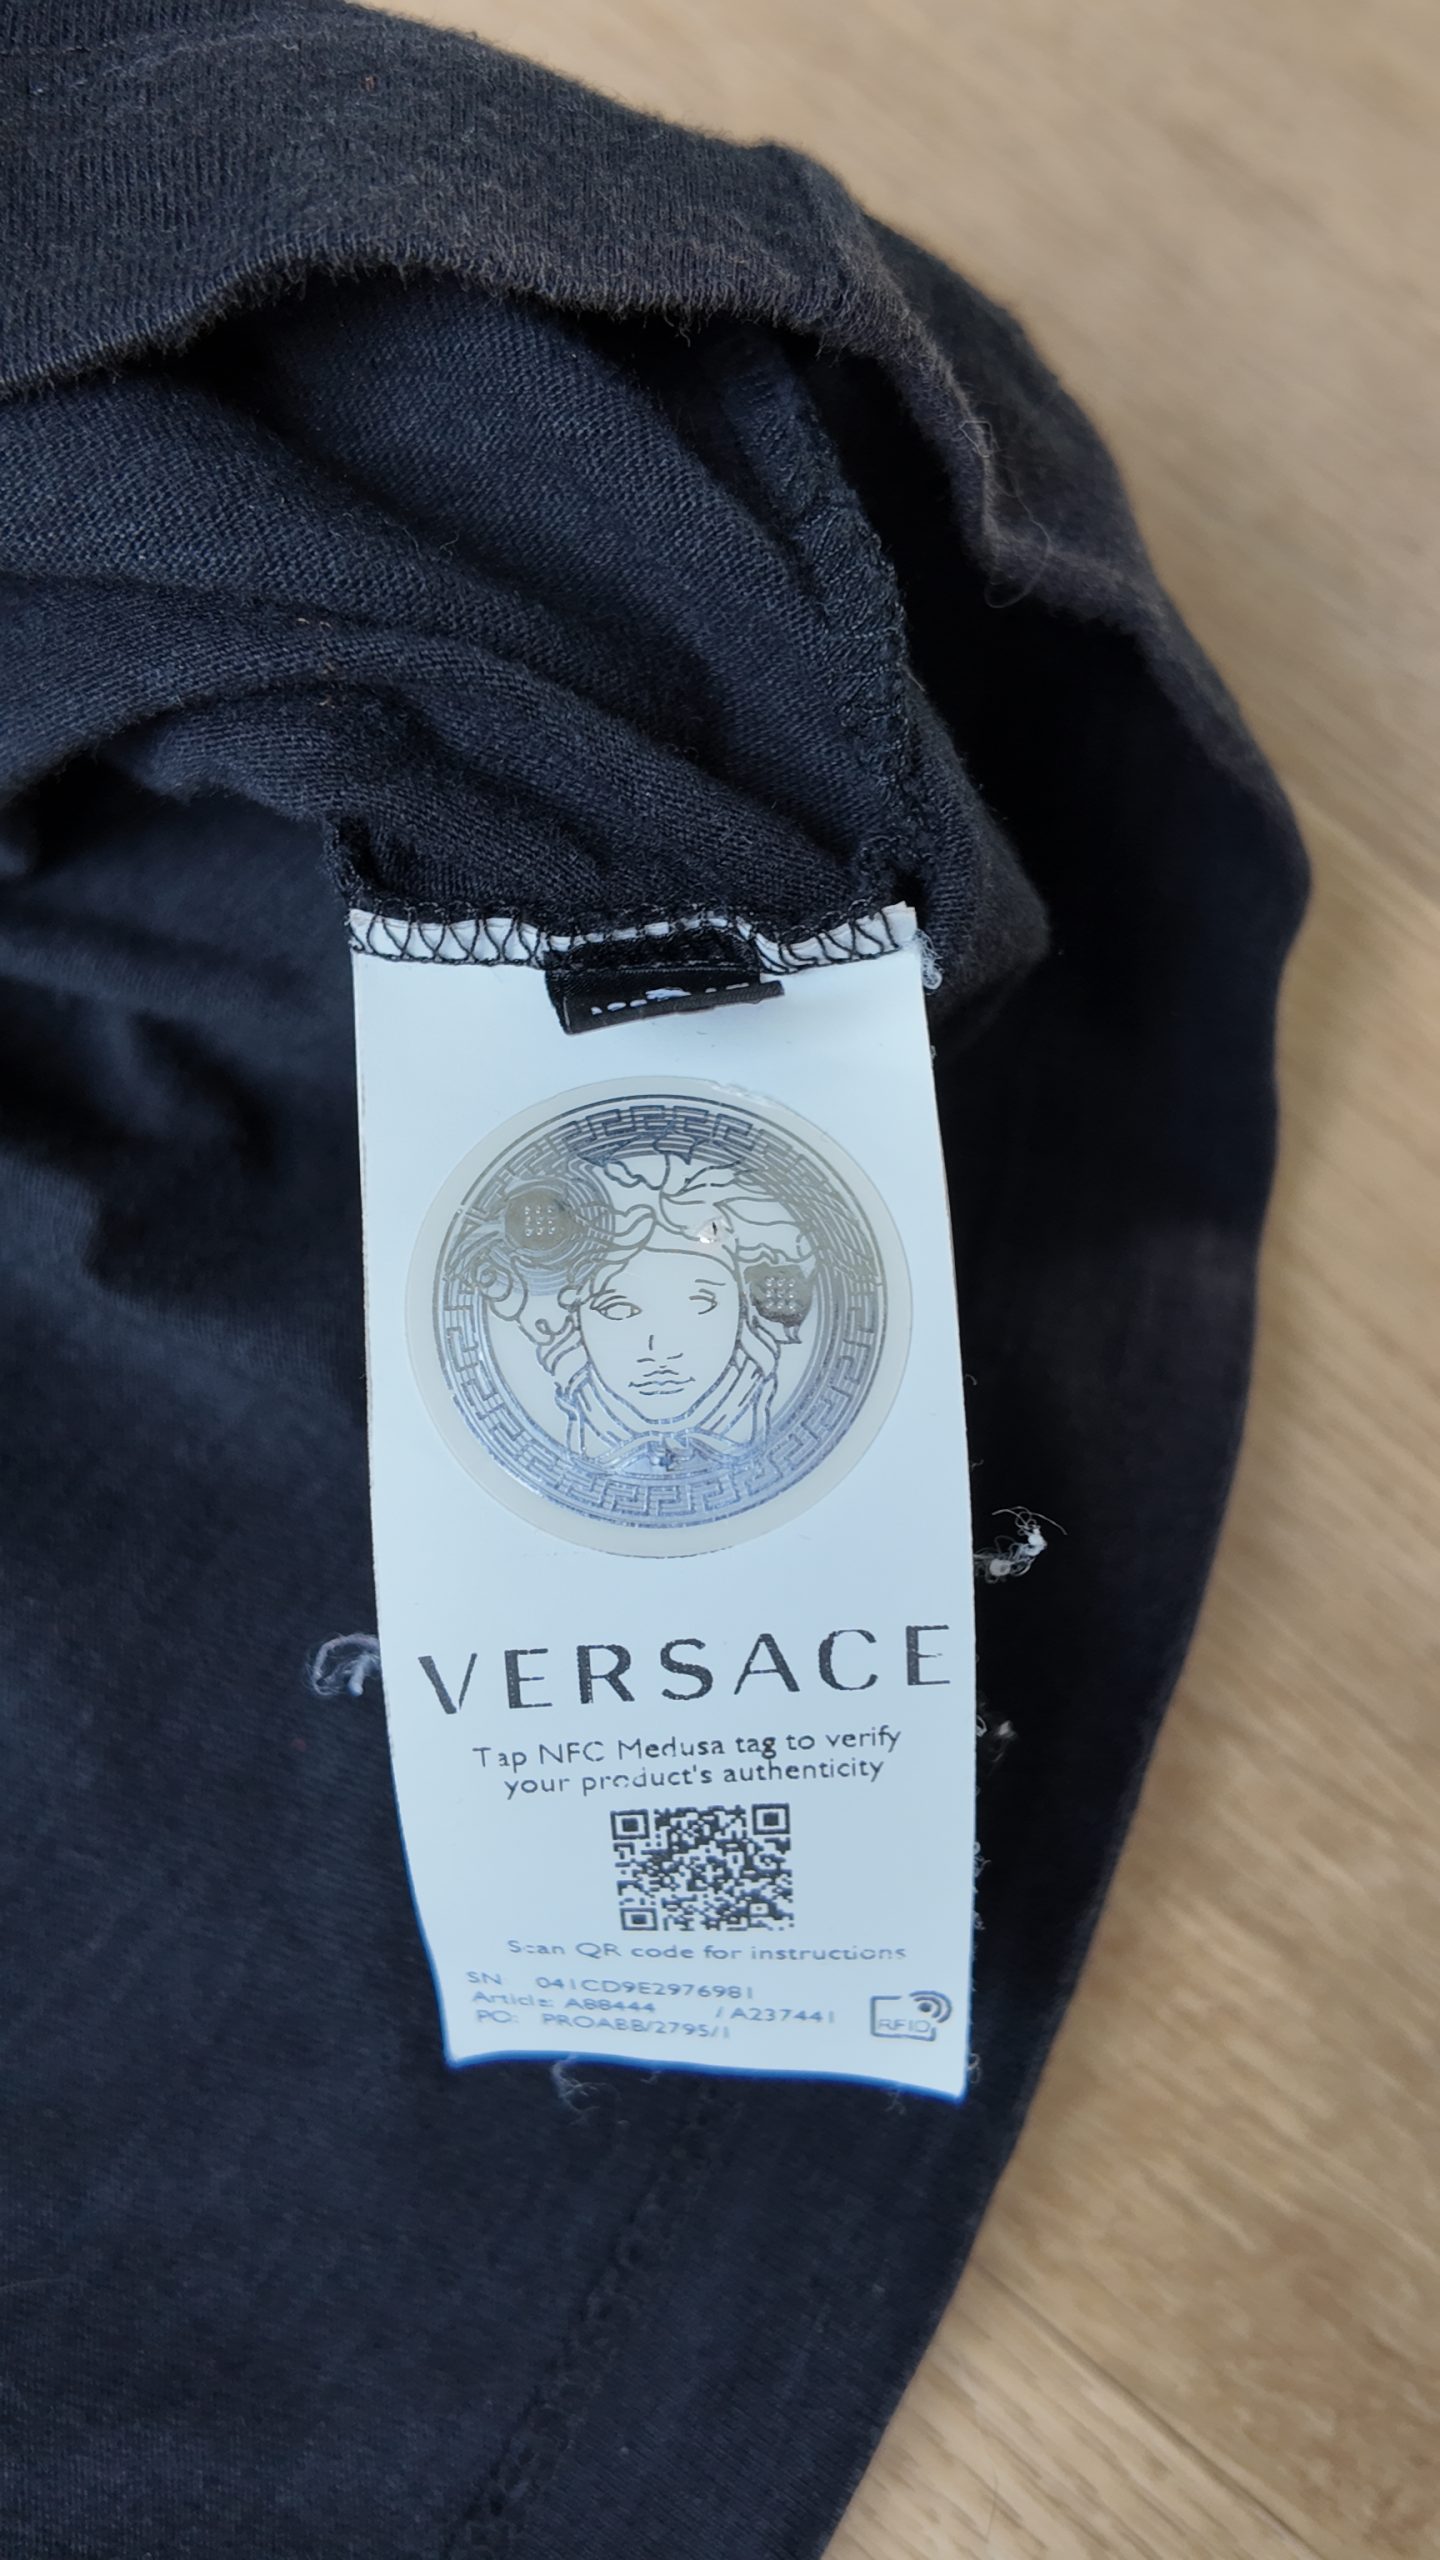 VERSACE
Tap NFC Medusa tag to verify
your product's authenticity
Scan QR code for instructions
SN: 041CD9E2976981
Article: A88444 / A237441
PO: PROABB/2795/1
RFID